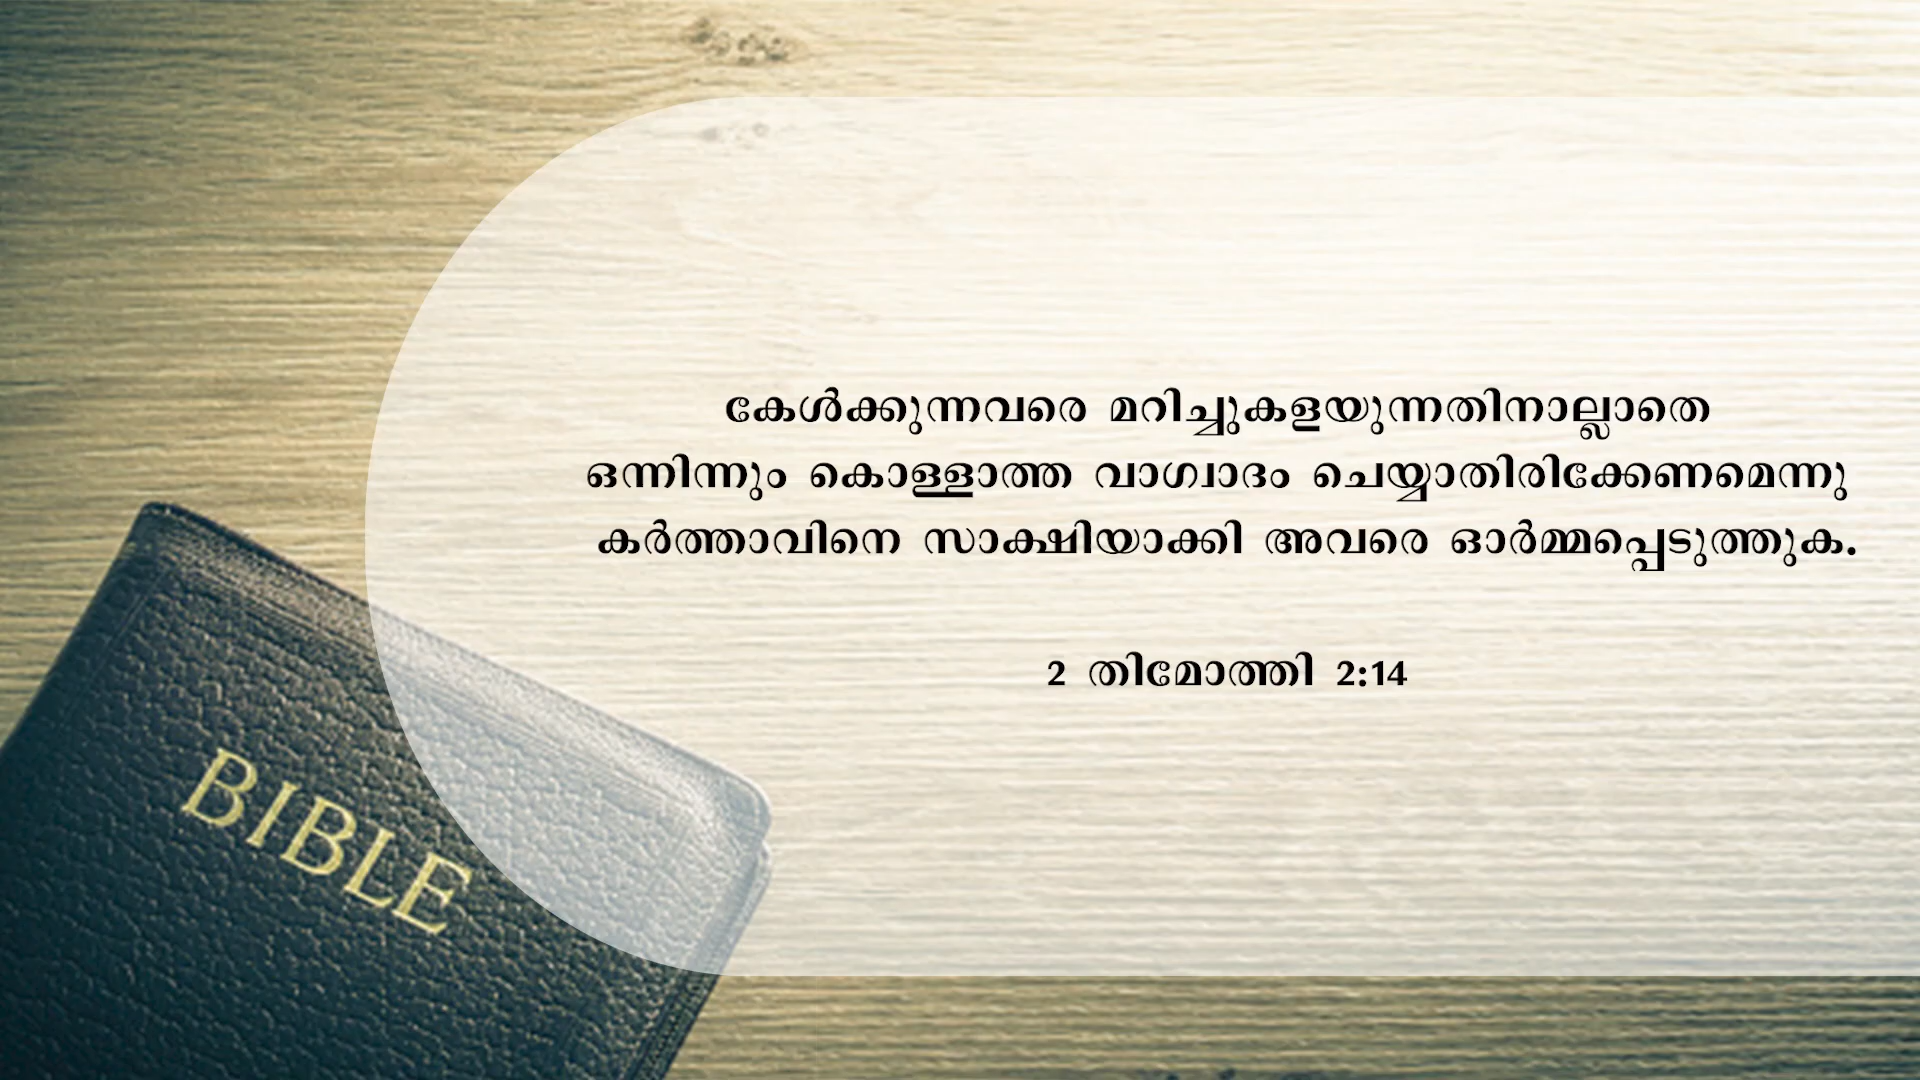 കേൾക്കുന്നവരെ മറിച്ചുകളയുന്നതിനാല്ലാതെ
ഒന്നിന്നും കൊള്ളാത്ത വാഗ്വാദം ചെയ്യാതിരിക്കേണമെന്നു
കർത്താവിനെ സാക്ഷിയാക്കി അവരെ ഓർമ്മപ്പെടുത്തുക.
2 തിമോത്തി 2:14
BIBLE